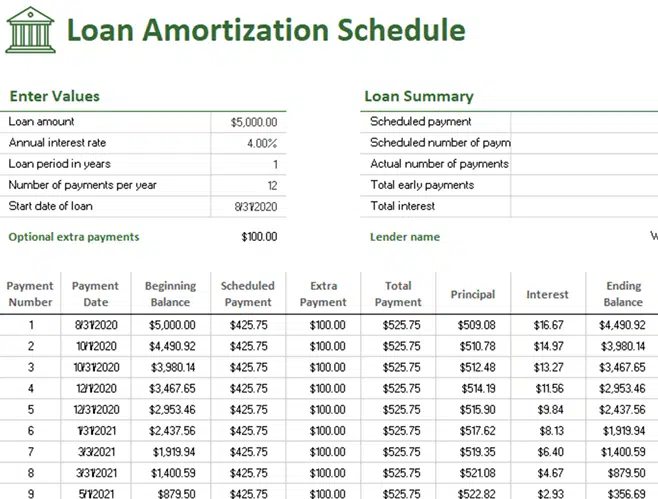 Loan Amortization Schedule
Enter Values Loan Summary
Loan amount $5,000.00 Scheduled payment
Annual interest rate 4.00% Scheduled number of paym
Loan period in years 1 Actual number of payments
Number of payments per year 12 Total early payments
Start date of loan 8/31/2020 Total interest
Optional extra payments $100.00 Lender name W
Payment Payment Beginning Scheduled Extra Total Principal Interest Ending
Number Date Balance Payment Payment Payment Balance
1 8/31/2020 $5,000.00 $425.75 $100.00 $525.75 $509.08 $16.67 $4,490.92
2 10/1/2020 $4,490.92 $425.75 $100.00 $525.75 $510.78 $14.97 $3,980.14
3 10/31/2020 $3,980.14 $425.75 $100.00 $525.75 $512.48 $13.27 $3,467.65
4 12/1/2020 $3,467.65 $425.75 $100.00 $525.75 $514.19 $11.56 $2,953.46
5 12/31/2020 $2,953.46 $425.75 $100.00 $525.75 $515.90 $9.84 $2,437.56
6 1/31/2021 $2,437.56 $425.75 $100.00 $525.75 $517.62 $8.13 $1,919.94
7 3/3/2021 $1,919.94 $425.75 $100.00 $525.75 $519.35 $6.40 $1,400.59
8 3/31/2021 $1,400.59 $425.75 $100.00 $525.75 $521.08 $4.67 $879.50
9 5/1/2021 $879.50 $425.75 $100.00 $525.75 $522.82 $2.93 $356.69